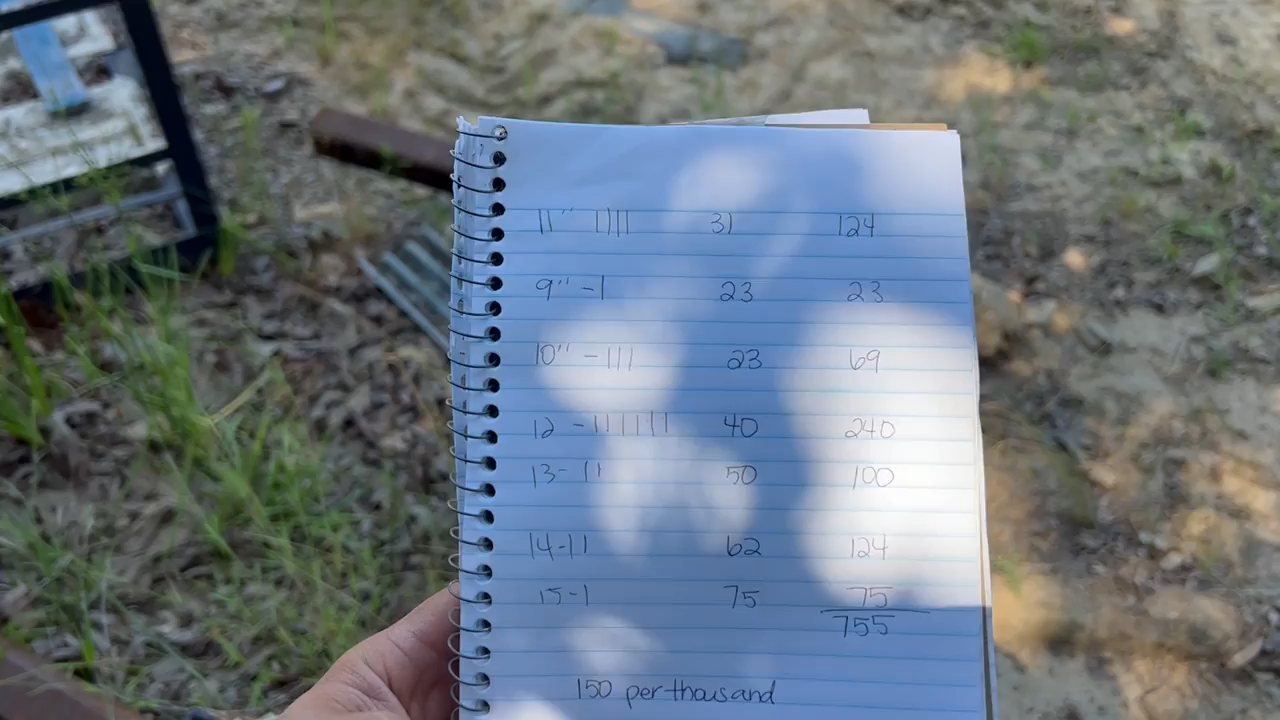 11" 1111 31 124
9" - 1 23 23
10" - 111 23 69
12 - 111111 40 240
13 - 11 50 100
14 - 11 62 124
15 - 1 75 75
755
150 per thousand